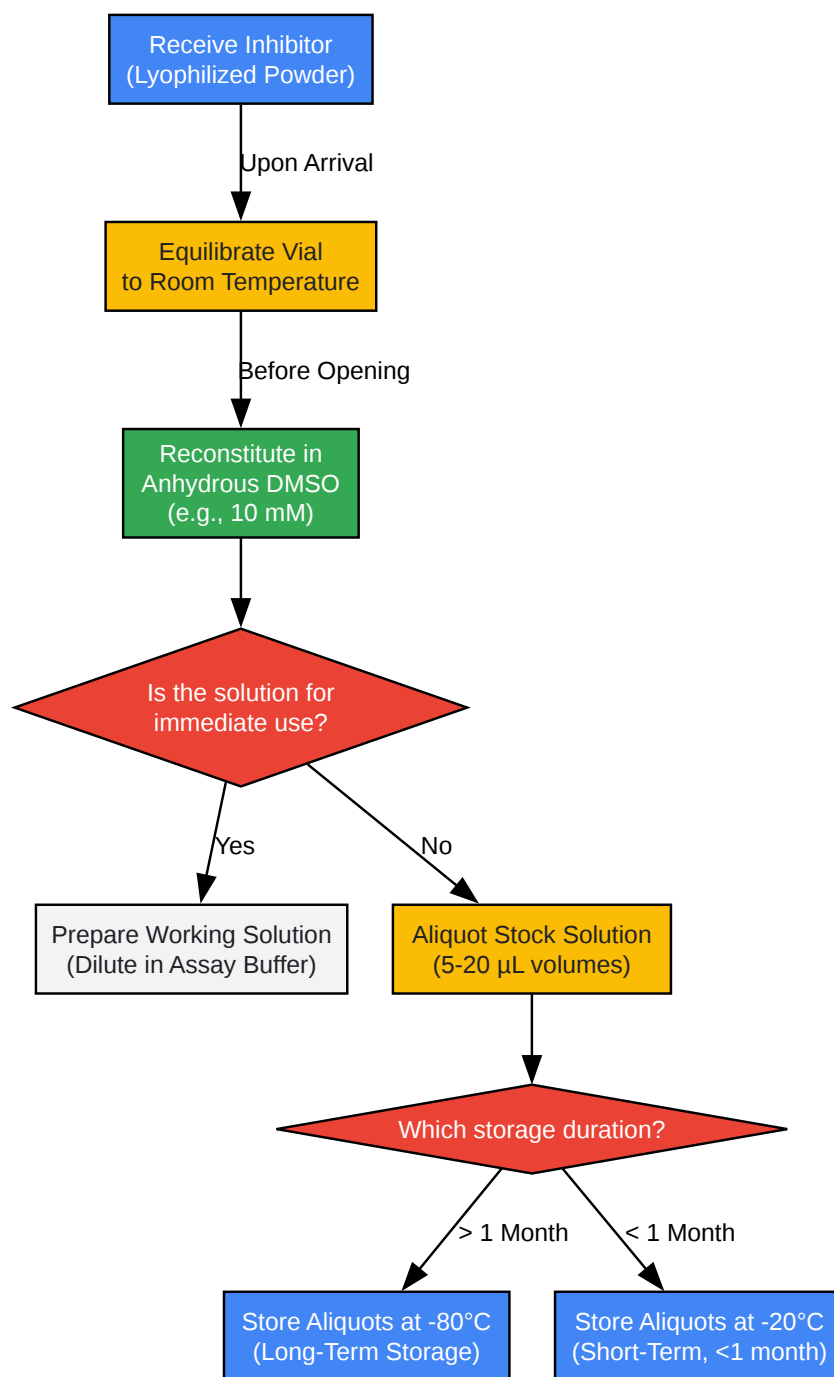 Receive Inhibitor
(Lyophilized Powder)
Upon Arrival
Equilibrate Vial
to Room Temperature
Before Opening
Reconstitute in
Anhydrous DMSO
(e.g., 10 mM)
Is the solution for
immediate use?
Yes
No
Prepare Working Solution
(Dilute in Assay Buffer)
Aliquot Stock Solution
(5-20 µL volumes)
Which storage duration?
> 1 Month
< 1 Month
Store Aliquots at -80°C
(Long-Term Storage)
Store Aliquots at -20°C
(Short-Term, <1 month)